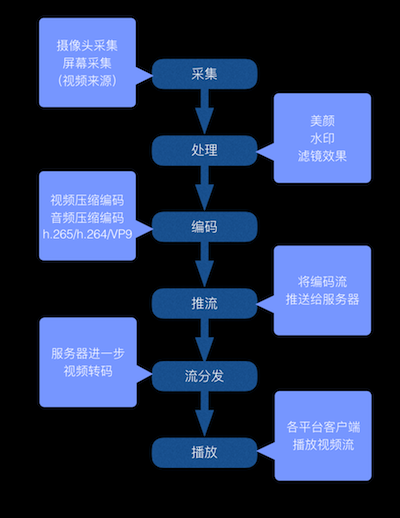 摄像头采集
屏幕采集
(视频来源)
采集
处理
美颜
水印
滤镜效果
视频压缩编码
音频压缩编码
h.265/h.264/VP9
编码
推流
将编码流
推送给服务器
服务器进一步
视频转码
流分发
播放
各平台客户端
播放视频流